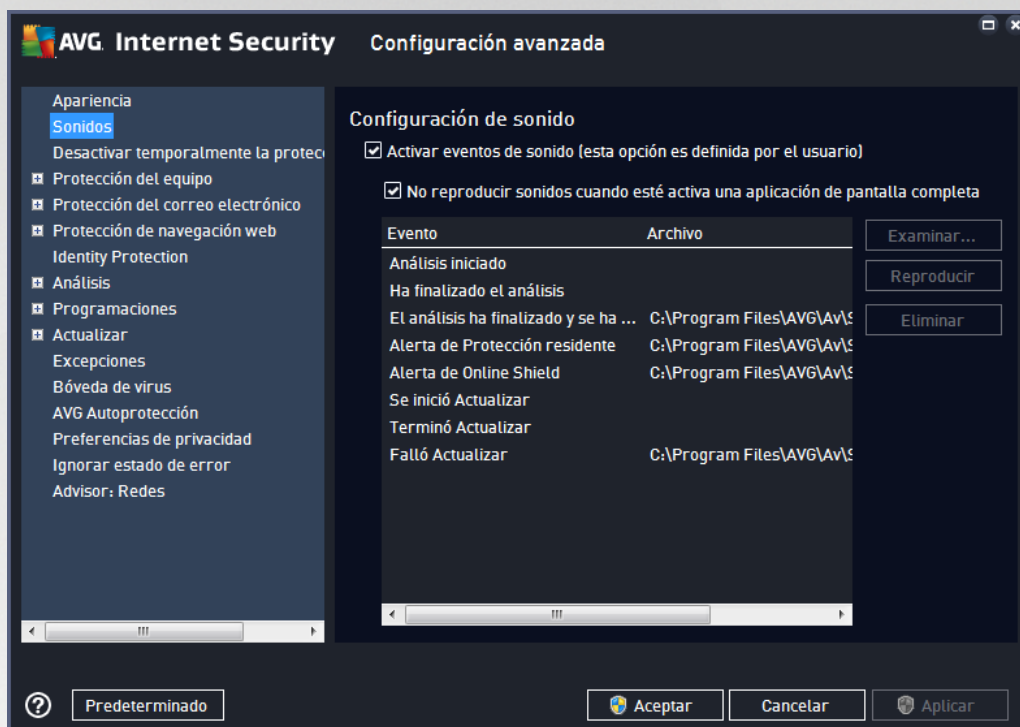 AVG. Internet Security Configuración avanzada
Apariencia
Sonidos
Desactivar temporalmente la protec
Protección del equipo
Protección del correo electrónico
Protección de navegación web
Identity Protection
Análisis
Programaciones
Actualizar
Excepciones
Bóveda de virus
AVG Autoprotección
Preferencias de privacidad
Ignorar estado de error
Advisor: Redes
Configuración de sonido
Activar eventos de sonido (esta opción es definida por el usuario)
No reproducir sonidos cuando esté activa una aplicación de pantalla completa
Evento Archivo
Análisis iniciado
Ha finalizado el análisis
El análisis ha finalizado y se ha ... C:\Program Files\AVG\Av\S
Alerta de Protección residente C:\Program Files\AVG\Av\S
Alerta de Online Shield C:\Program Files\AVG\Av\S
Se inició Actualizar
Terminó Actualizar
Falló Actualizar C:\Program Files\AVG\Av\S
Examinar...
Reproducir
Eliminar
Predeterminado
Aceptar
Cancelar
Aplicar